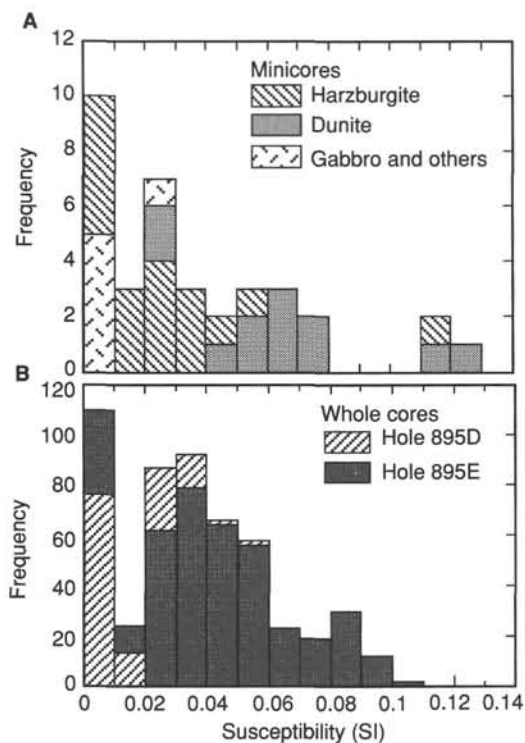 A
12
10
8
6
4
2
0
Frequency
Minicores
Harzburgite
Dunite
Gabbro and others
B
120
100
80
60
40
20
0
Frequency
Whole cores
Hole 895D
Hole 895E
0 0.02 0.04 0.06 0.08 0.1 0.12 0.14
Susceptibility (SI)